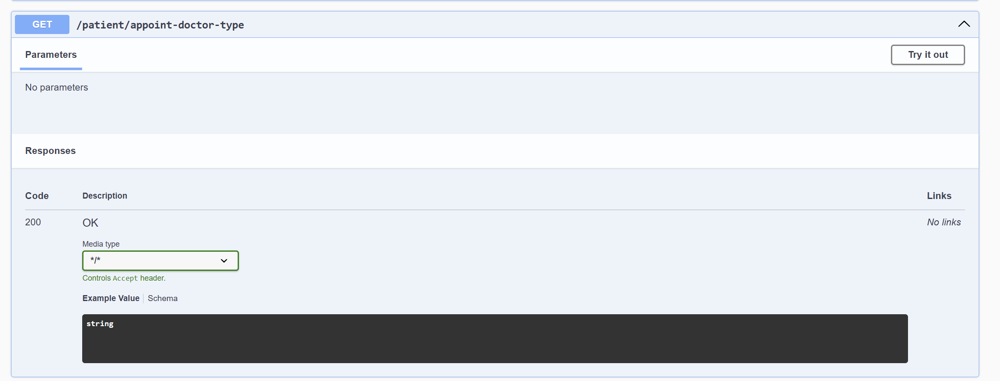 GET /patient/appoint-doctor-type
Parameters
Try it out
No parameters
Responses
Code Description Links
200 OK No links
Media type
*/*
Controls Accept header.
Example Value Schema
string